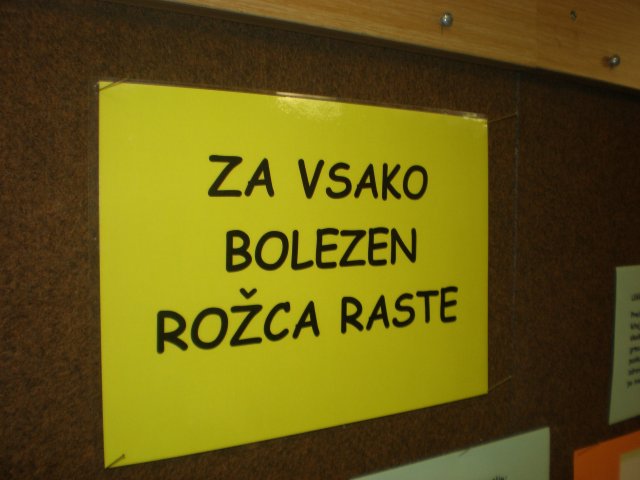 ZA VSAKO
BOLEZEN
ROŽCA RASTE